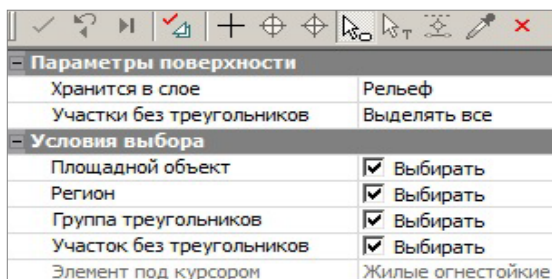 Параметры поверхности
Хранится в слое Рельеф
Участки без треугольников Выделять все
Условия выбора
Площадной объект Выбирать
Регион Выбирать
Группа треугольников Выбирать
Участок без треугольников Выбирать
Элемент под курсором Жилые огнестойкие